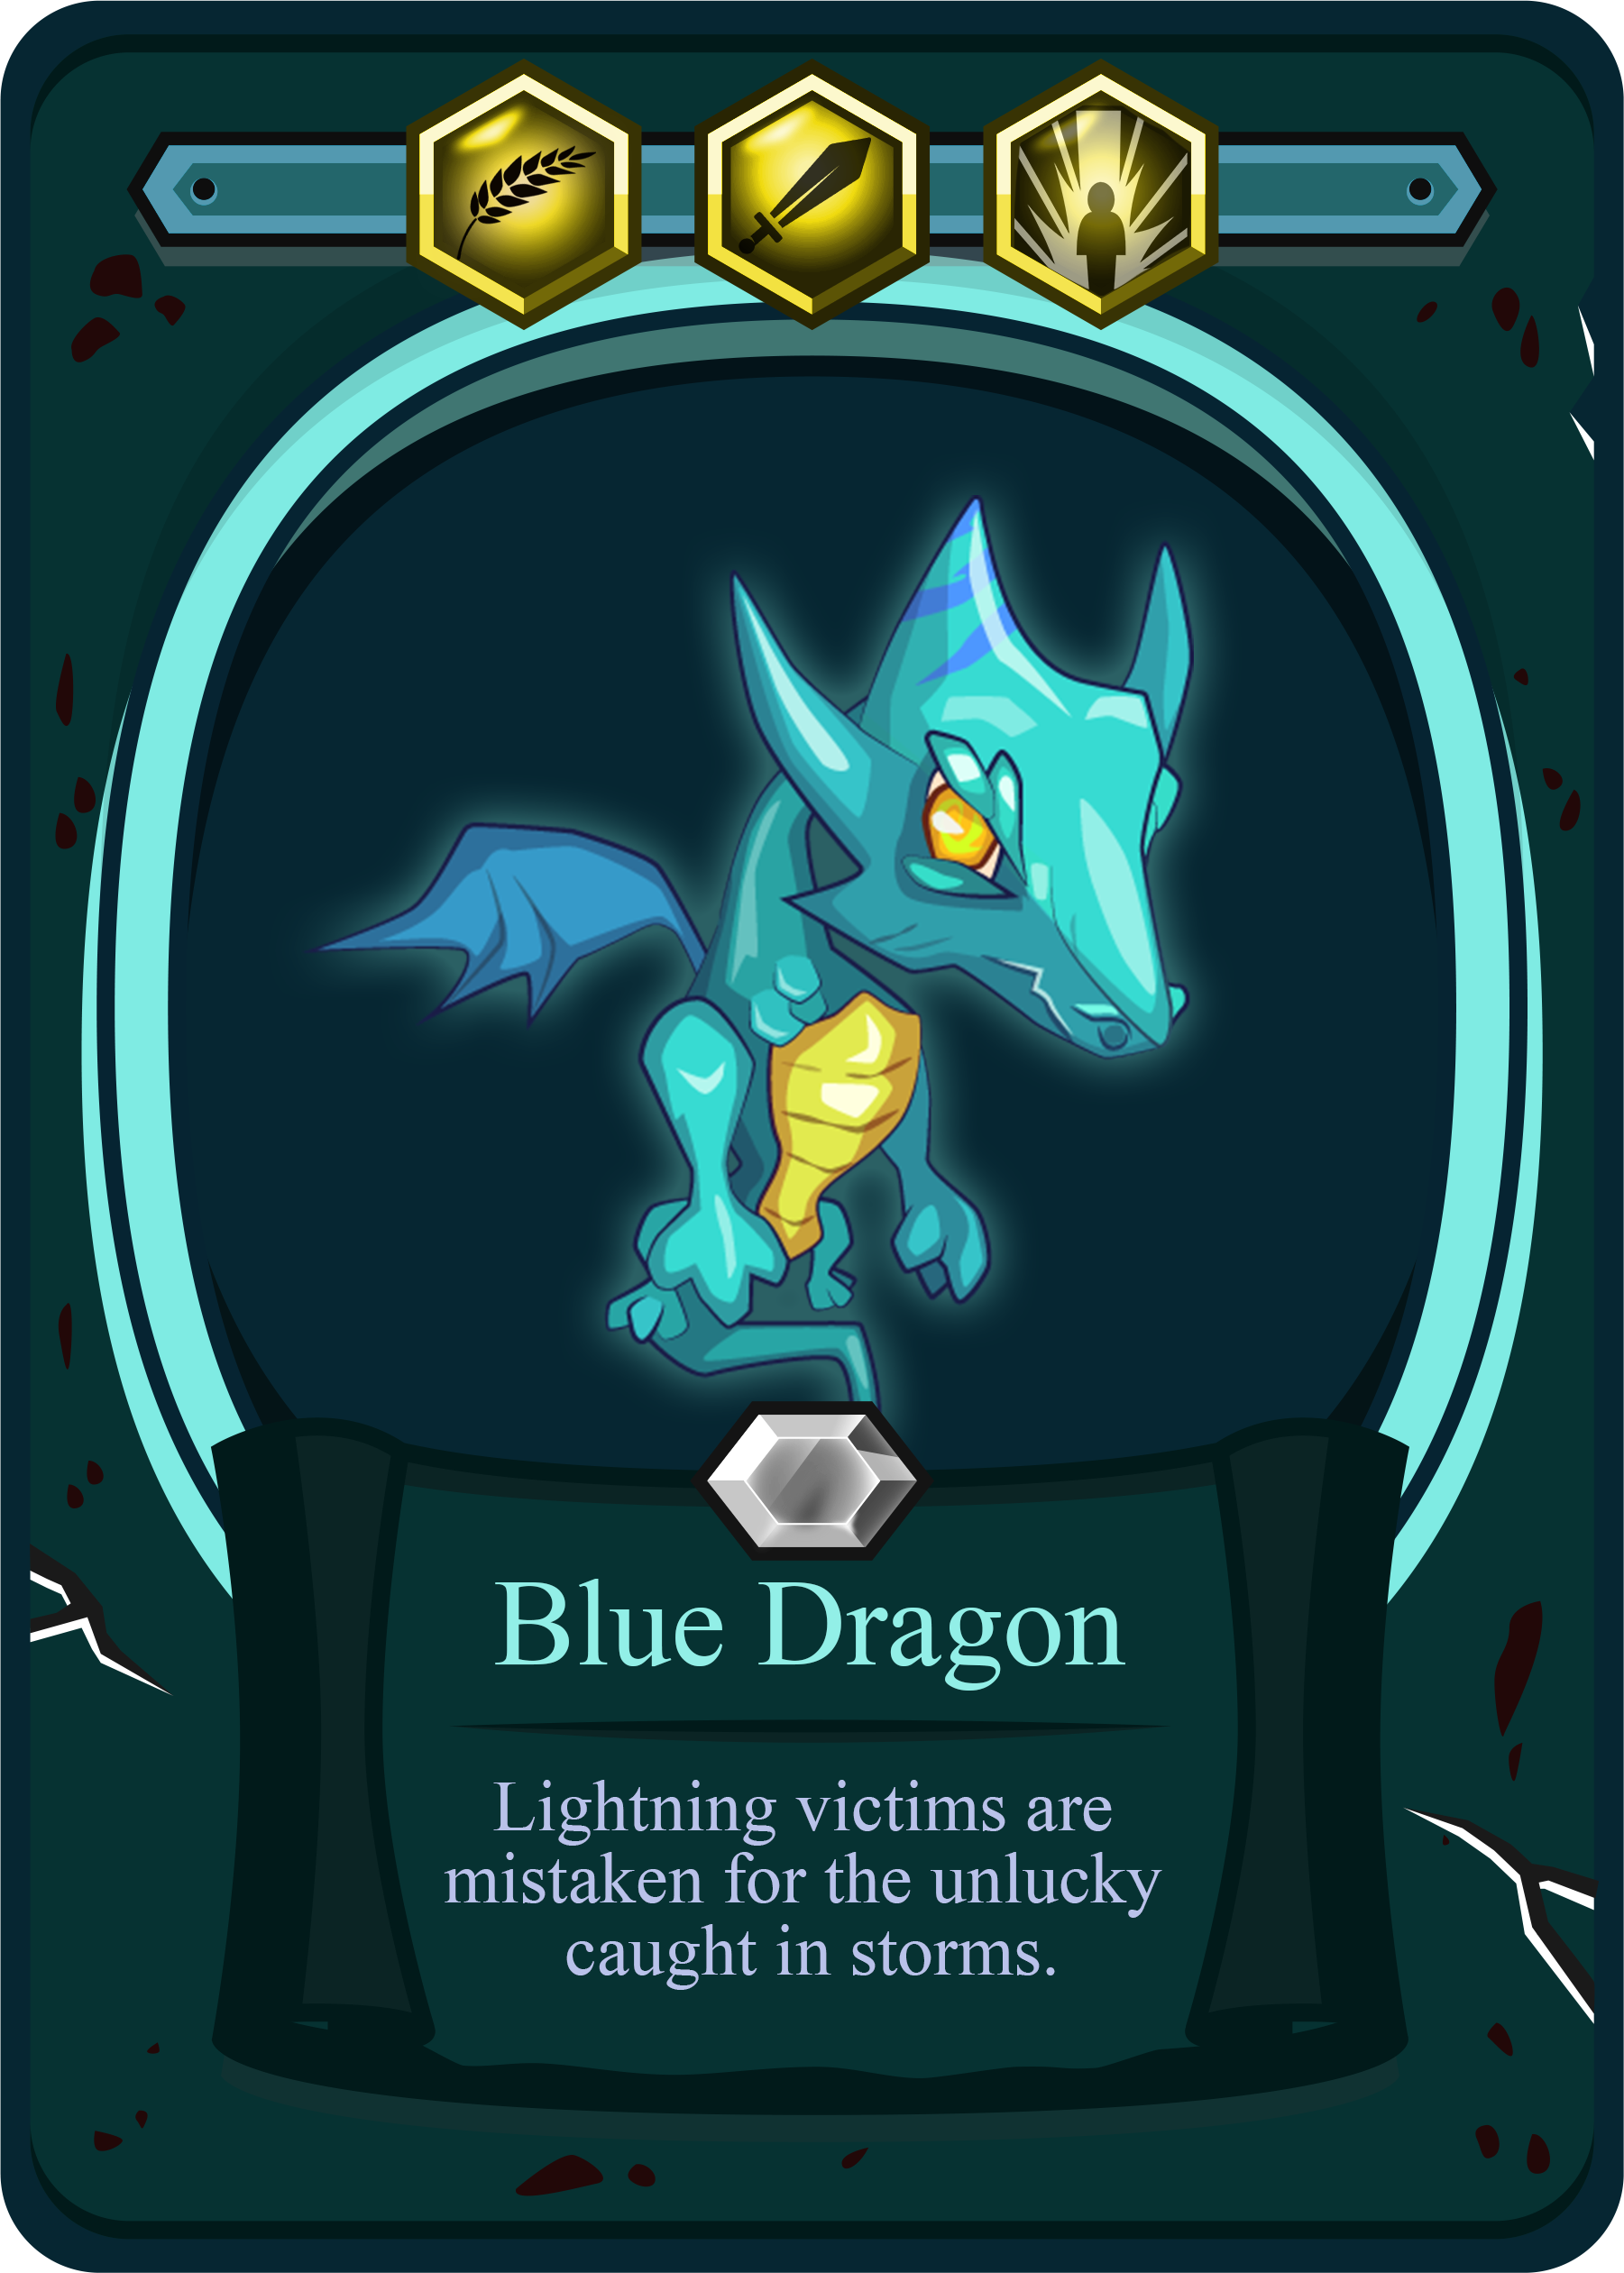 Blue Dragon
Lightning victims are
mistaken for the unlucky
caught in storms.